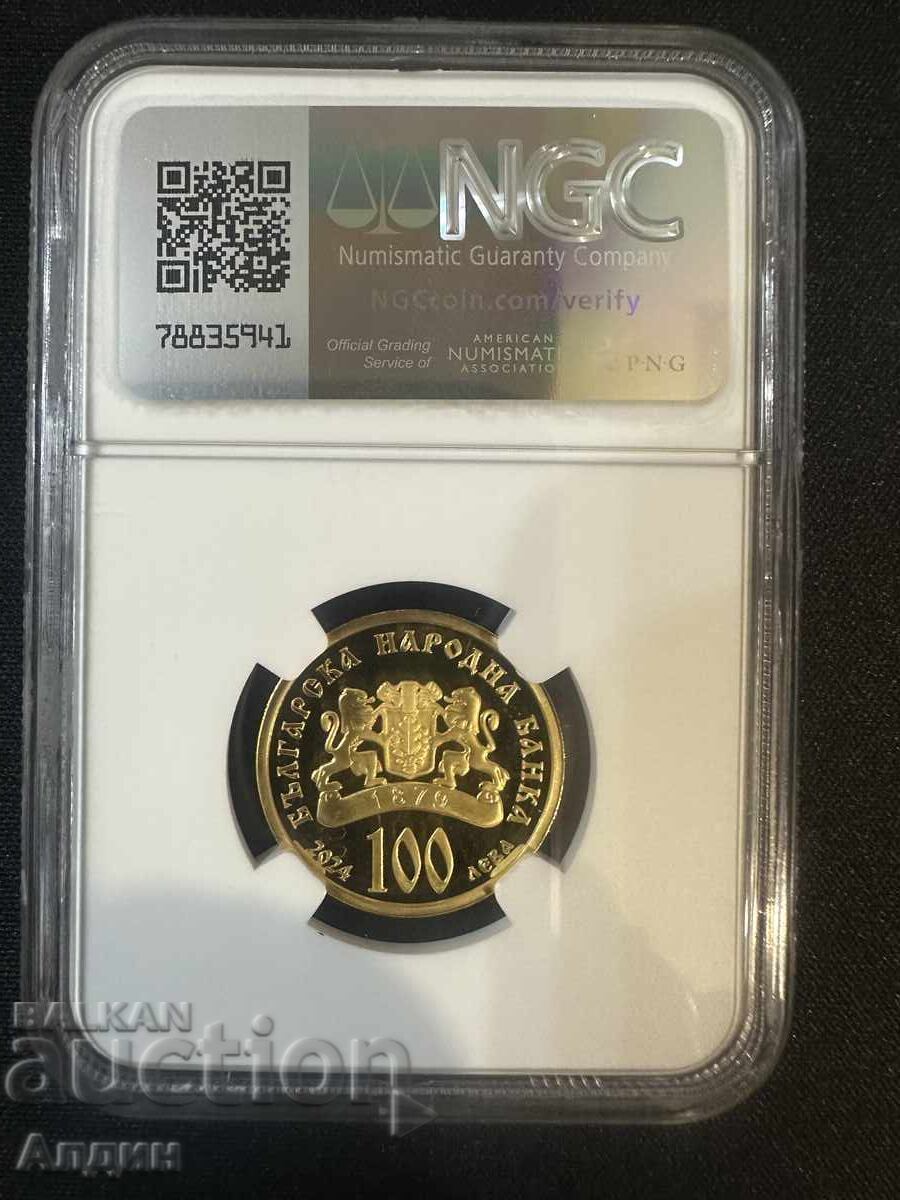 NGC
Numismatic Guaranty Company
NGCcoin.com/verify
78835941
Official Grading
Service of
AMERICAN
NUMISMATIC
ASSOCIATION
P·N·G
БЪЛГАРСКА НАРОДНА БАНКА
1879
2024
100
ЛЕВА
BALKAN
auction
Алдин